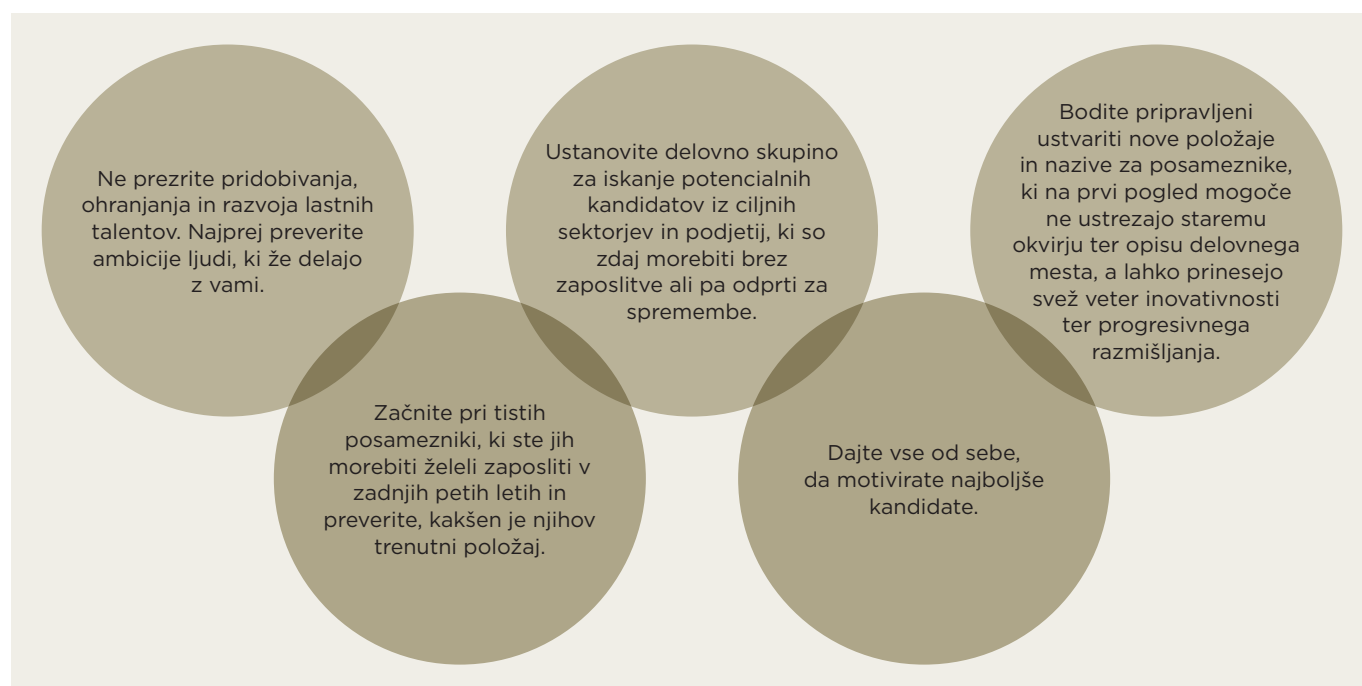 Ne prezrite pridobivanja,
ohranjanja in razvoja lastnih
talentov. Najprej preverite
ambicije ljudi, ki že delajo
z vami.
Začnite pri tistih
posamezniki, ki ste jih
morebiti želeli zaposliti v
zadnjih petih letih in
preverite, kakšen je njihov
trenutni položaj.
Ustanovite delovno skupino
za iskanje potencialnih
kandidatov iz ciljnih
sektorjev in podjetij, ki so
zdaj morebiti brez
zaposlitve ali pa odprti za
spremembe.
Dajte vse od sebe,
da motivirate najboljše
kandidate.
Bodite pripravljeni
ustvariti nove položaje
in nazive za posameznike,
ki na prvi pogled mogoče
ne ustrezajo staremu
okvirju ter opisu delovnega
mesta, a lahko prinesejo
svež veter inovativnosti
ter progresivnega
razmišljanja.